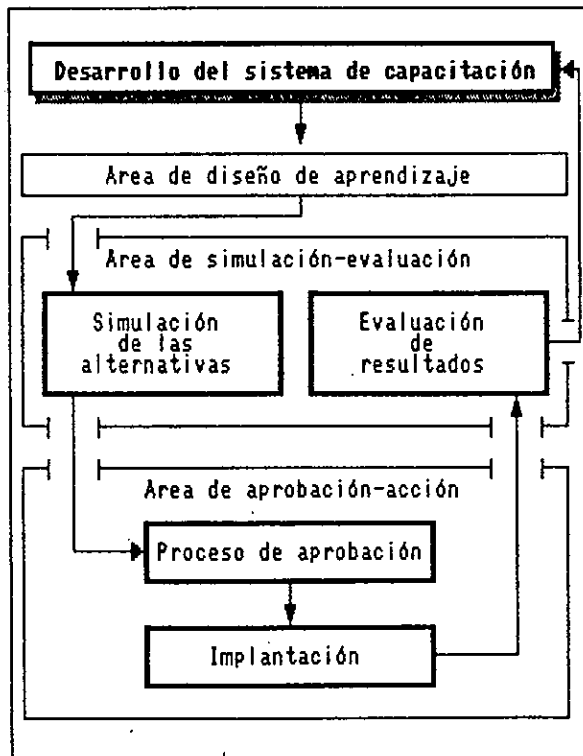 Desarrollo del sistema de capacitación
Area de diseño de aprendizaje
Area de simulación-evaluación
Simulación
de las
alternativas
Evaluación
de
resultados
Area de aprobación-acción
Proceso de aprobación
Implantación